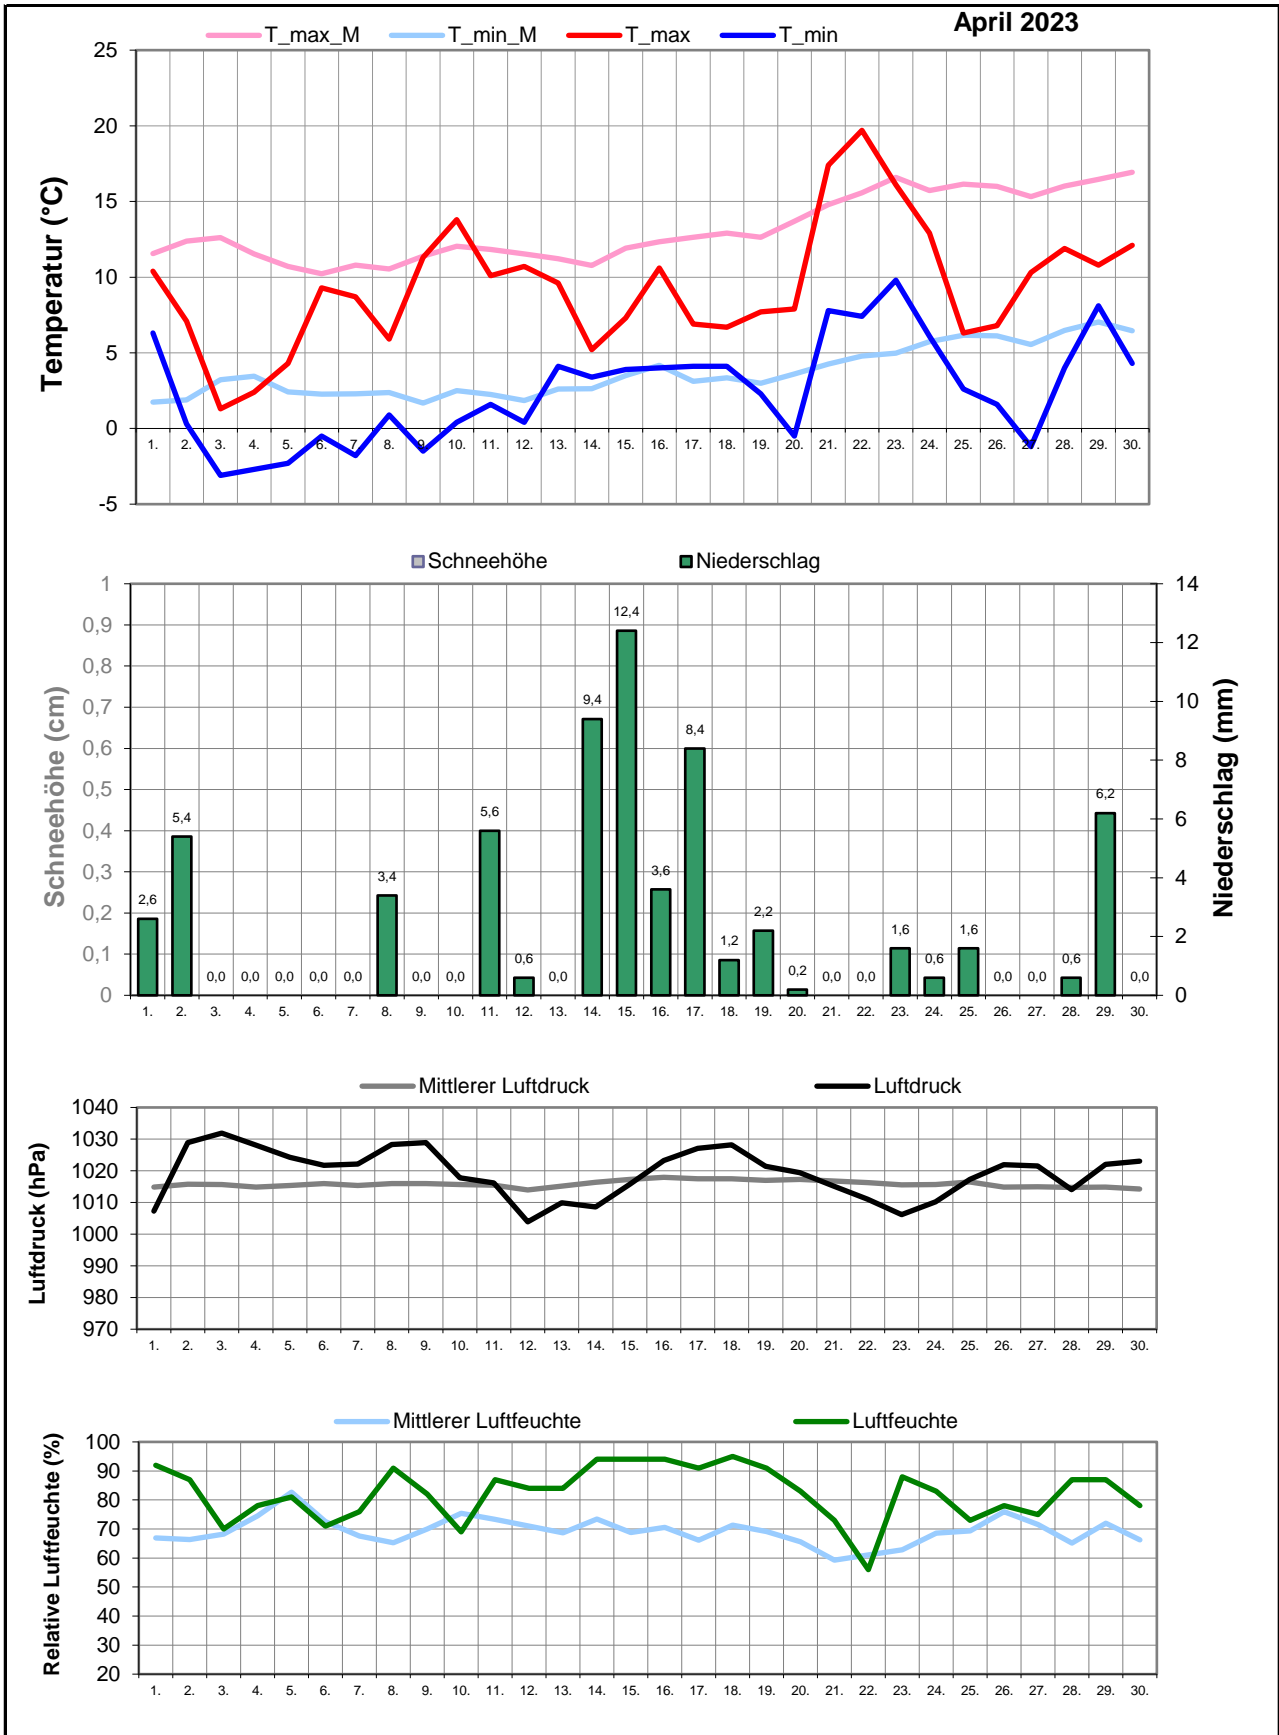 April 2023
T_max_M T_min_M T_max T_min
Temperatur (°C)
25
20
15
10
5
0
-5
1. 2. 3. 4. 5. 6. 7. 8. 9. 10. 11. 12. 13. 14. 15. 16. 17. 18. 19. 20. 21. 22. 23. 24. 25. 26. 27. 28. 29. 30.
Schneehöhe Niederschlag
Schneehöhe (cm)
1
0,9
0,8
0,7
0,6
0,5
0,4
0,3
0,2
0,1
0
2,6 5,4 0,0 0,0 0,0 0,0 0,0 3,4 0,0 0,0 5,6 0,6 0,0 9,4 12,4 3,6 8,4 1,2 2,2 0,2 0,0 0,0 1,6 0,6 1,6 0,0 0,0 0,6 6,2 0,0
14
12
10
8
6
4
2
0
Niederschlag (mm)
1. 2. 3. 4. 5. 6. 7. 8. 9. 10. 11. 12. 13. 14. 15. 16. 17. 18. 19. 20. 21. 22. 23. 24. 25. 26. 27. 28. 29. 30.
Mittlerer Luftdruck Luftdruck
Luftdruck (hPa)
1040
1030
1020
1010
1000
990
980
970
1. 2. 3. 4. 5. 6. 7. 8. 9. 10. 11. 12. 13. 14. 15. 16. 17. 18. 19. 20. 21. 22. 23. 24. 25. 26. 27. 28. 29. 30.
Mittlerer Luftfeuchte Luftfeuchte
Relative Luftfeuchte (%)
100
90
80
70
60
50
40
30
20
1. 2. 3. 4. 5. 6. 7. 8. 9. 10. 11. 12. 13. 14. 15. 16. 17. 18. 19. 20. 21. 22. 23. 24. 25. 26. 27. 28. 29. 30.